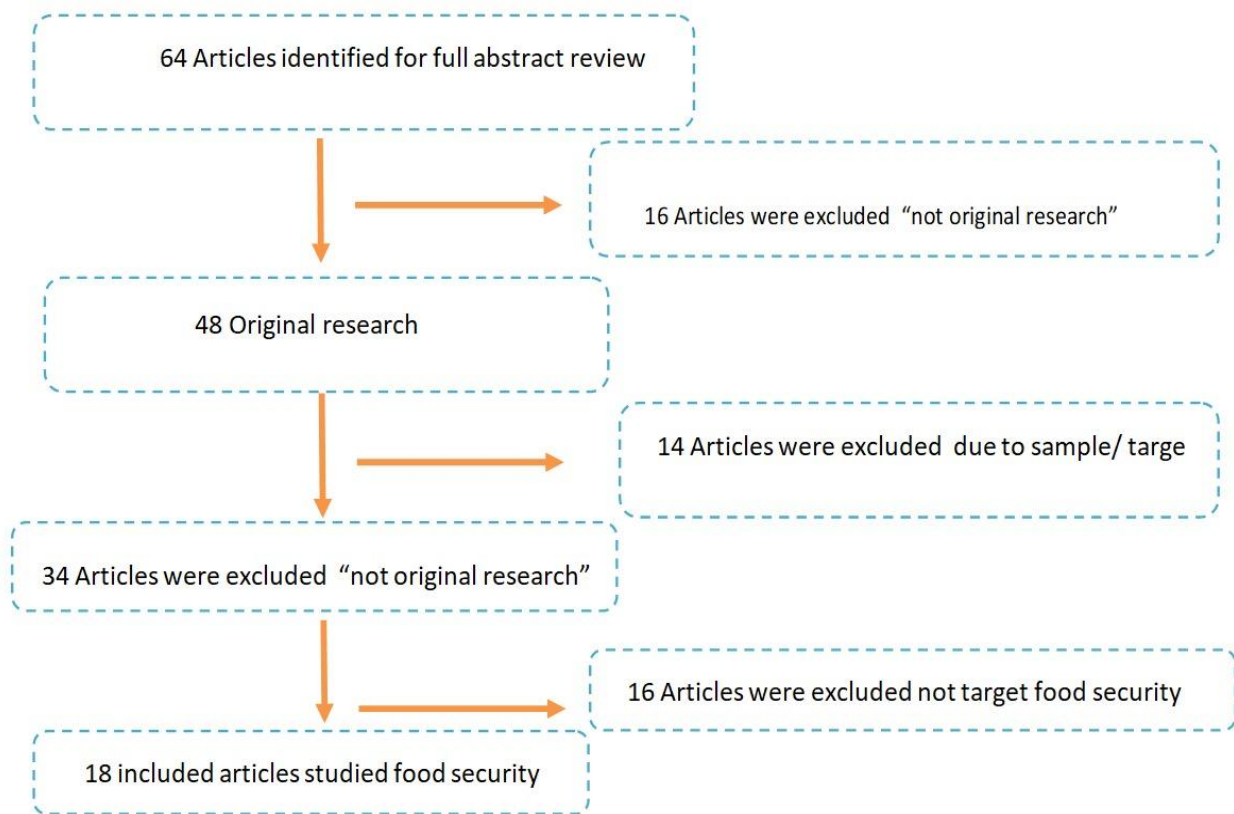 64 Articles identified for full abstract review
16 Articles were excluded “not original research”
48 Original research
14 Articles were excluded due to sample/ targe
34 Articles were excluded “not original research”
16 Articles were excluded not target food security
18 included articles studied food security